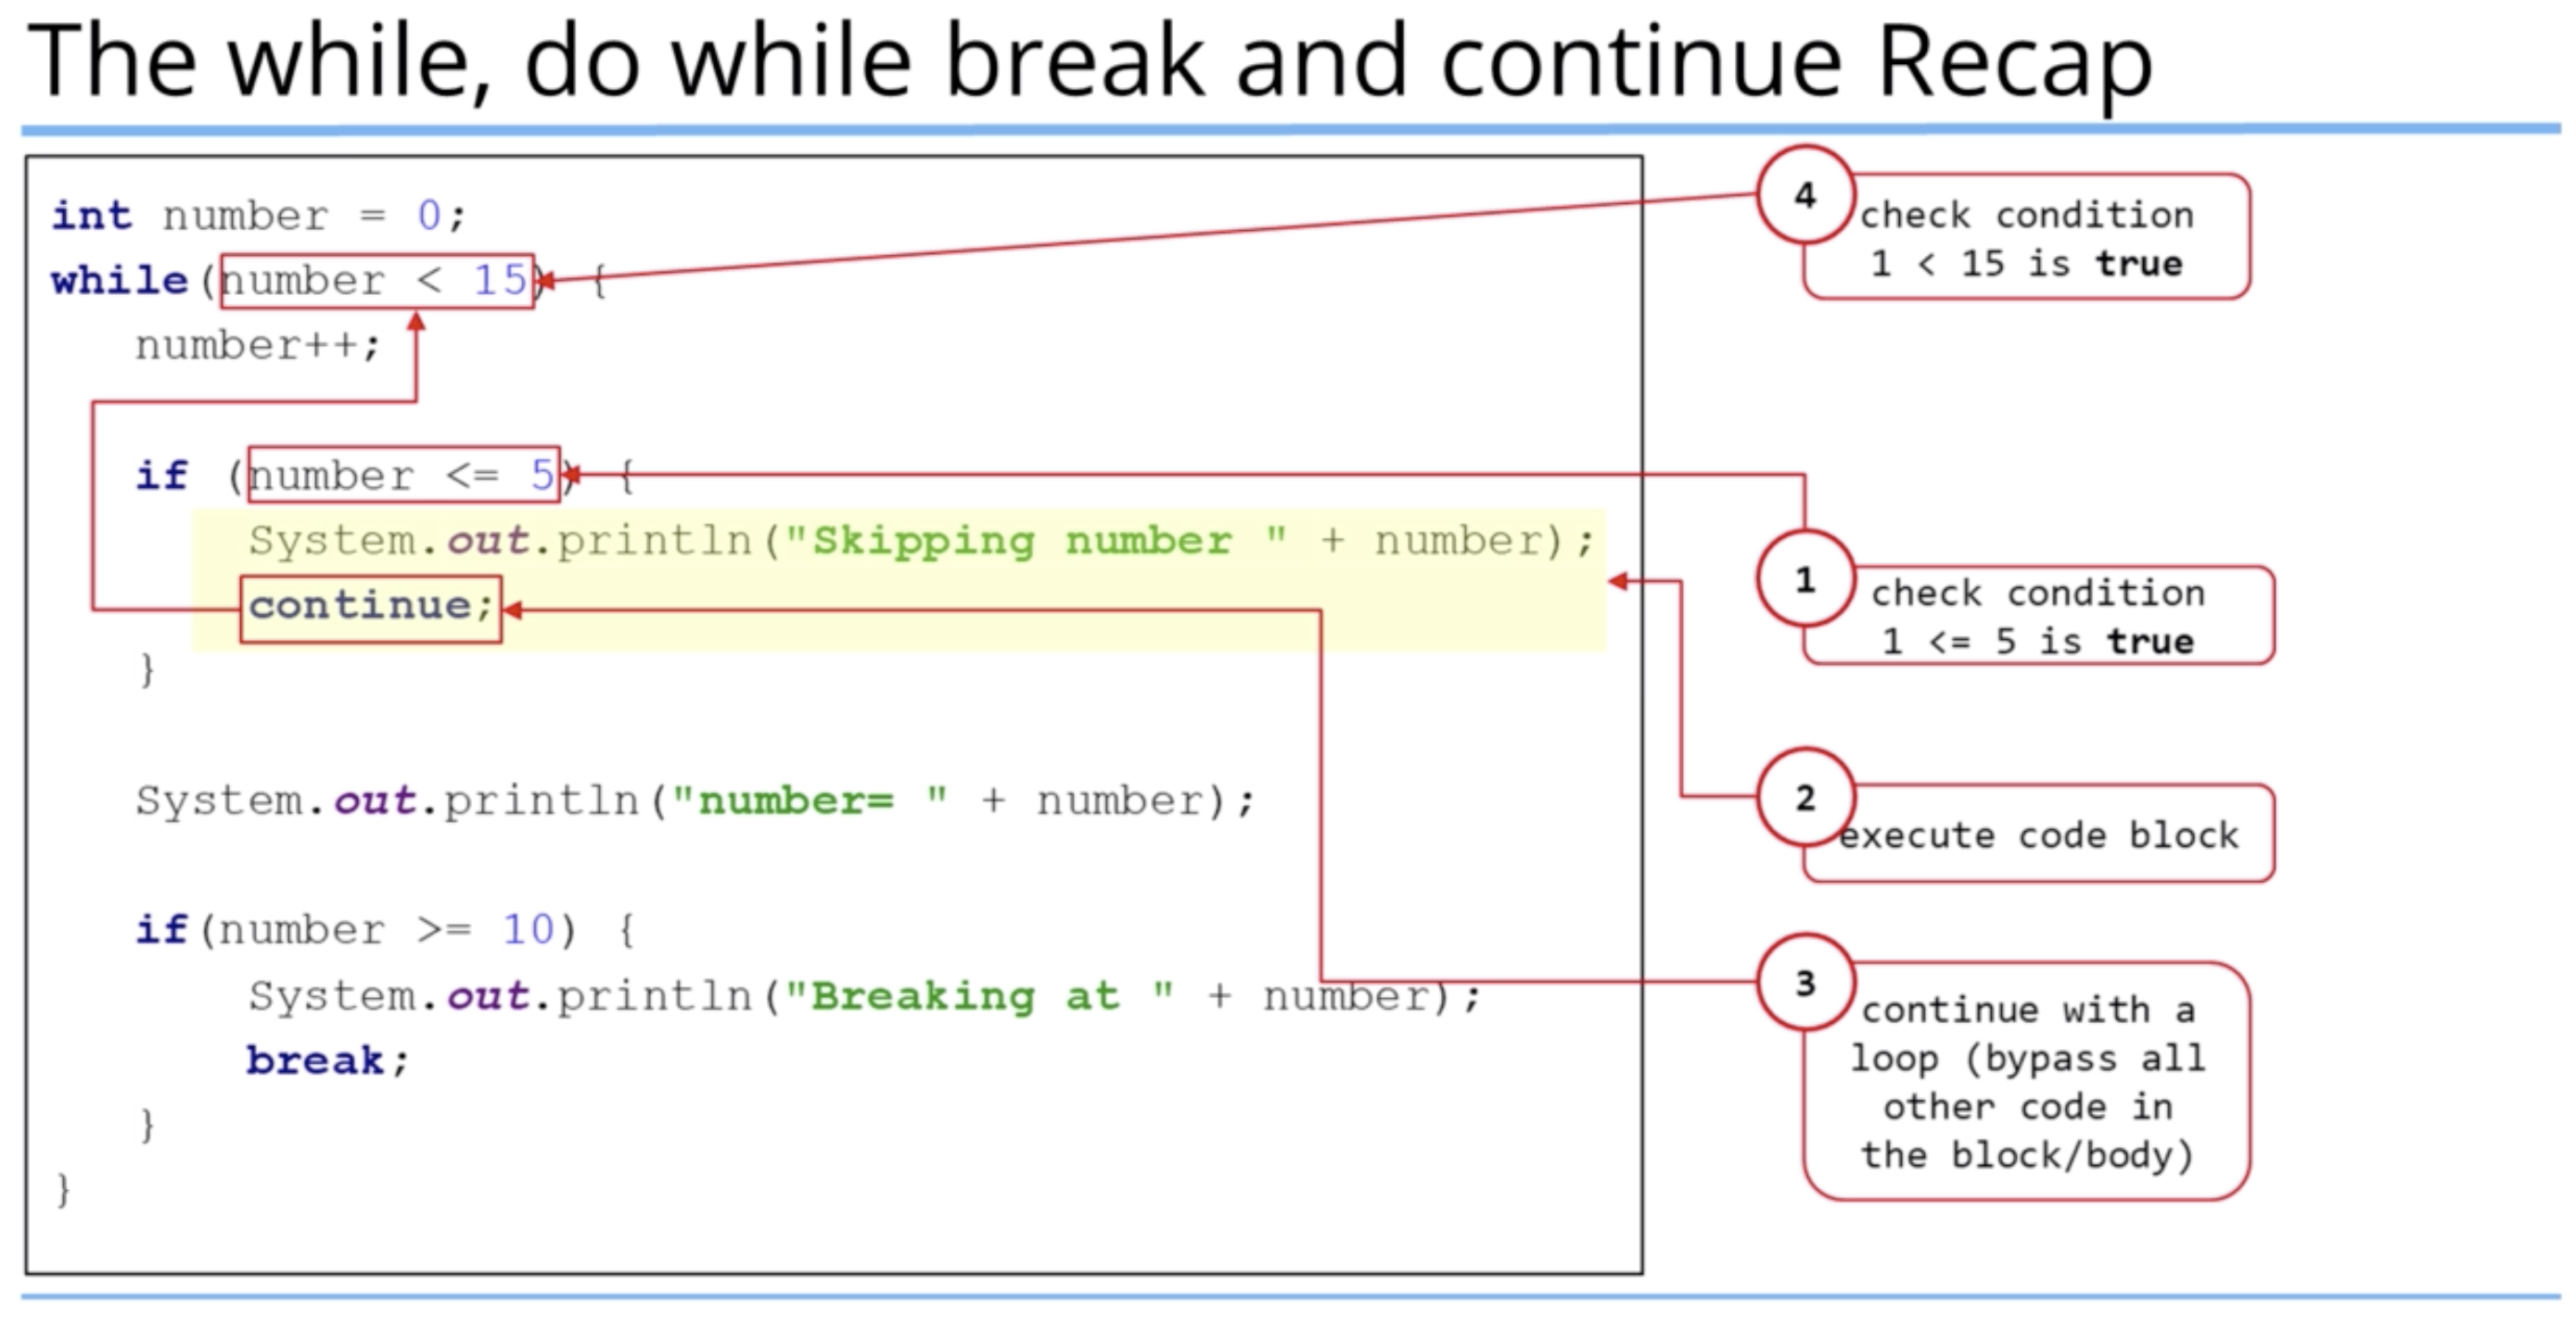 The while, do while break and continue Recap
int number = 0;
while(number < 15) {
number++;
if (number <= 5) {
System.out.println("Skipping number " + number);
continue;
}
System.out.println("number= " + number);
if(number >= 10) {
System.out.println("Breaking at " + number);
break;
}
}
4
check condition
1 < 15 is true
1
check condition
1 <= 5 is true
2
execute code block
3
continue with a
loop (bypass all
other code in
the block/body)